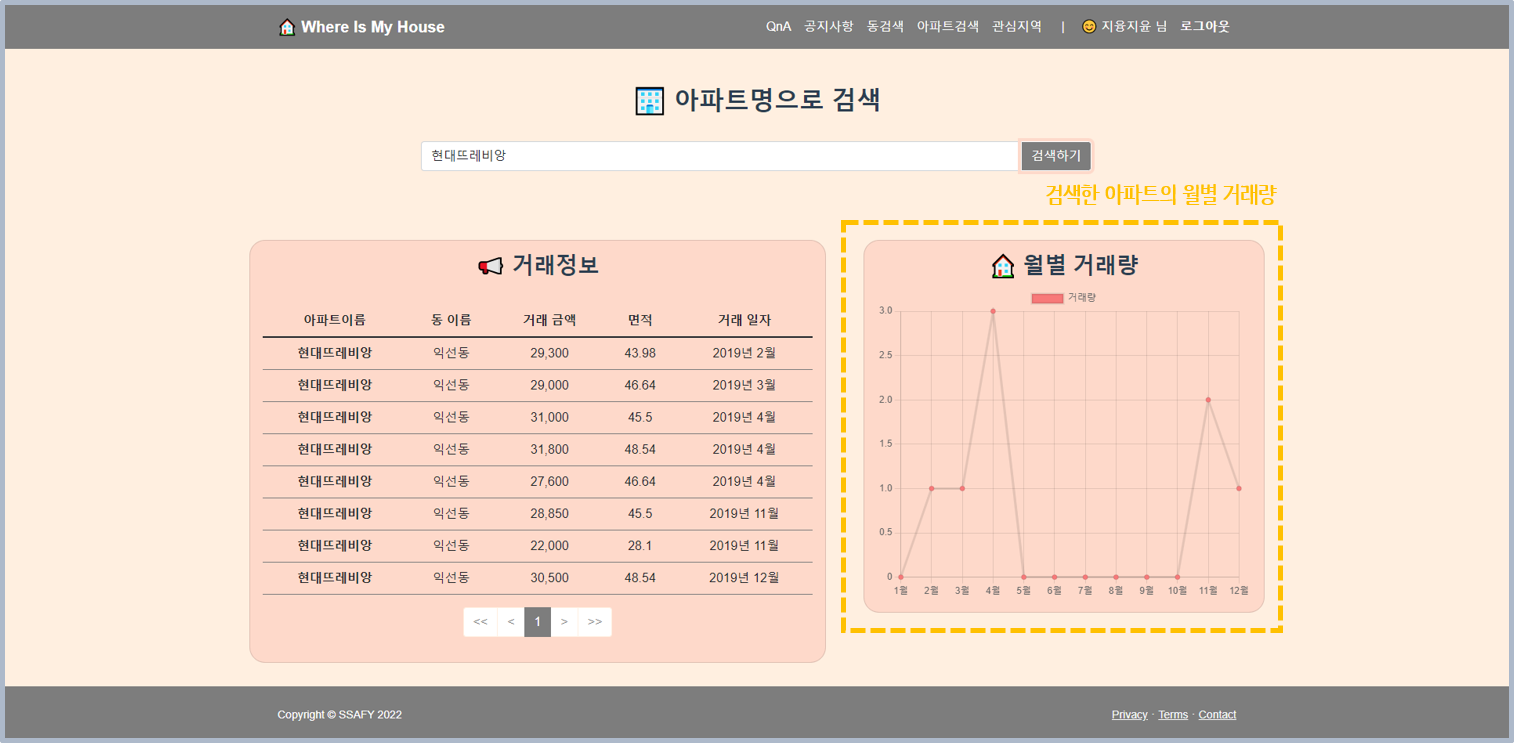 Where Is My House
QnA 공지사항 동검색 아파트검색 관심지역 | 지융지윤 님 로그아웃
아파트명으로 검색
현대뜨레비앙 검색하기
검색한 아파트의 월별 거래량
거래정보
아파트이름 동 이름 거래 금액 면적 거래 일자
현대뜨레비앙 익선동 29,300 43.98 2019년 2월
현대뜨레비앙 익선동 29,000 46.64 2019년 3월
현대뜨레비앙 익선동 31,000 45.5 2019년 4월
현대뜨레비앙 익선동 31,800 48.54 2019년 4월
현대뜨레비앙 익선동 27,600 46.64 2019년 4월
현대뜨레비앙 익선동 28,850 45.5 2019년 11월
현대뜨레비앙 익선동 22,000 28.1 2019년 11월
현대뜨레비앙 익선동 30,500 48.54 2019년 12월
<< < 1 > >>
월별 거래량
거래량
3.0
2.5
2.0
1.5
1.0
0.5
0
1월 2월 3월 4월 5월 6월 7월 8월 9월 10월 11월 12월
Copyright © SSAFY 2022
Privacy · Terms · Contact